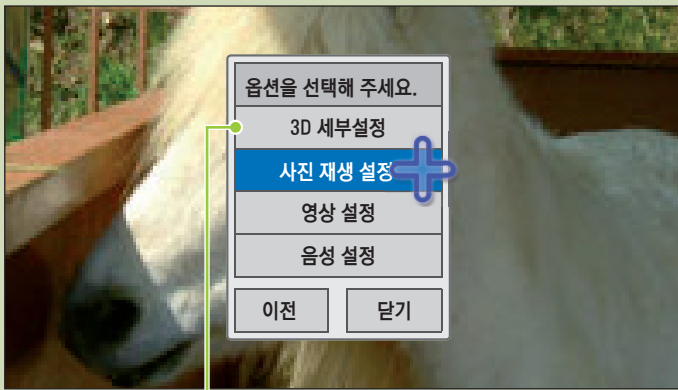 옵션을 선택해 주세요.
3D 세부설정
사진 재생 설정
영상 설정
음성 설정
이전 닫기